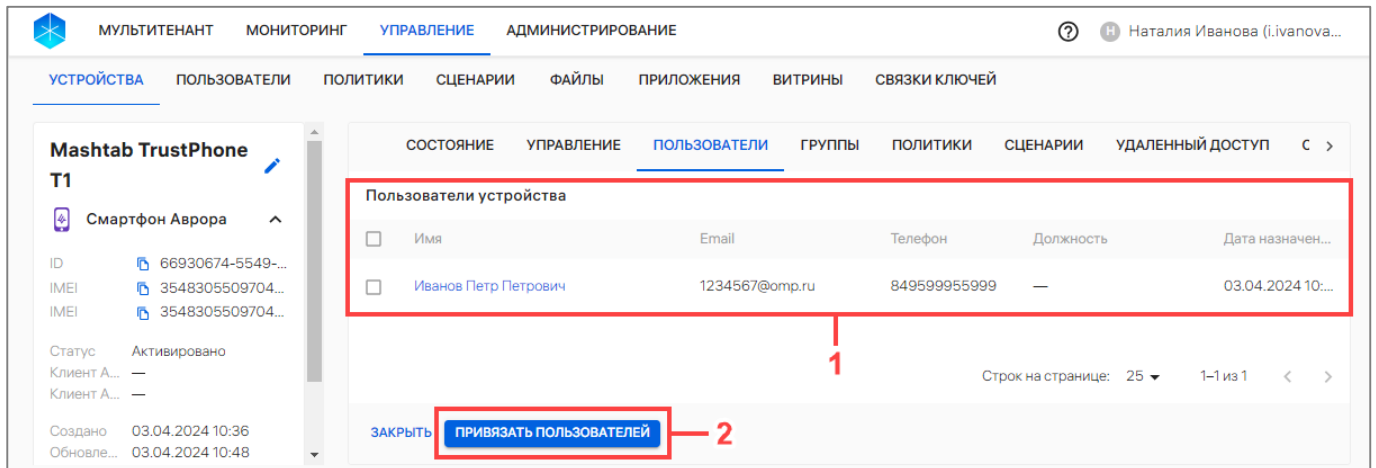 МУЛЬТИТЕНАНТ МОНИТОРИНГ УПРАВЛЕНИЕ АДМИНИСТРИРОВАНИЕ ? Н Наталия Иванова (i.ivanova...
УСТРОЙСТВА ПОЛЬЗОВАТЕЛИ ПОЛИТИКИ СЦЕНАРИИ ФАЙЛЫ ПРИЛОЖЕНИЯ ВИТРИНЫ СВЯЗКИ КЛЮЧЕЙ
Mashtab TrustPhone
T1
Смартфон Аврора
ID 66930674-5549-...
IMEI 3548305509704...
IMEI 3548305509704...
Статус Активировано
Клиент А... —
Клиент А... —
Создано 03.04.2024 10:36
Обновле... 03.04.2024 10:48
СОСТОЯНИЕ УПРАВЛЕНИЕ ПОЛЬЗОВАТЕЛИ ГРУППЫ ПОЛИТИКИ СЦЕНАРИИ УДАЛЕННЫЙ ДОСТУП С >
Пользователи устройства
Имя Email Телефон Должность Дата назначен...
Иванов Петр Петрович 1234567@omp.ru 849599955999 — 03.04.2024 10:...
1
Строк на странице: 25 1–1 из 1 < >
ЗАКРЫТЬ ПРИВЯЗАТЬ ПОЛЬЗОВАТЕЛЕЙ 2